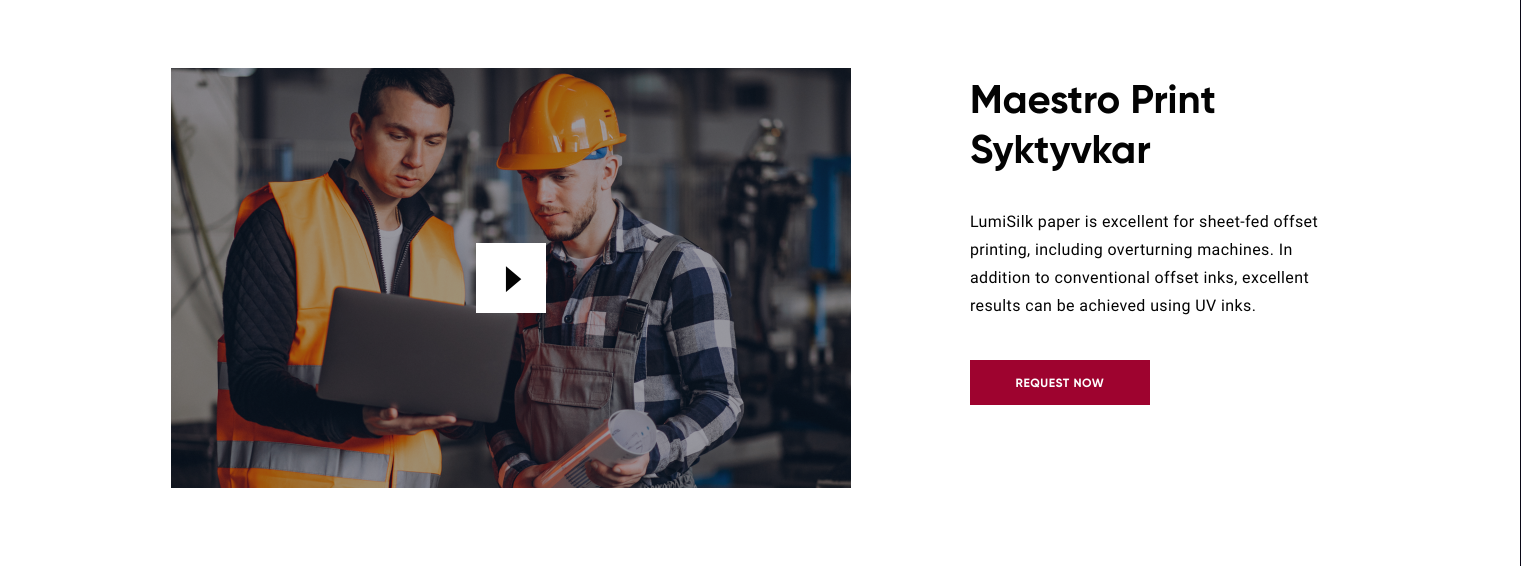 Maestro Print
Syktyvkar
LumiSilk paper is excellent for sheet-fed offset
printing, including overturning machines. In
addition to conventional offset inks, excellent
results can be achieved using UV inks.
REQUEST NOW